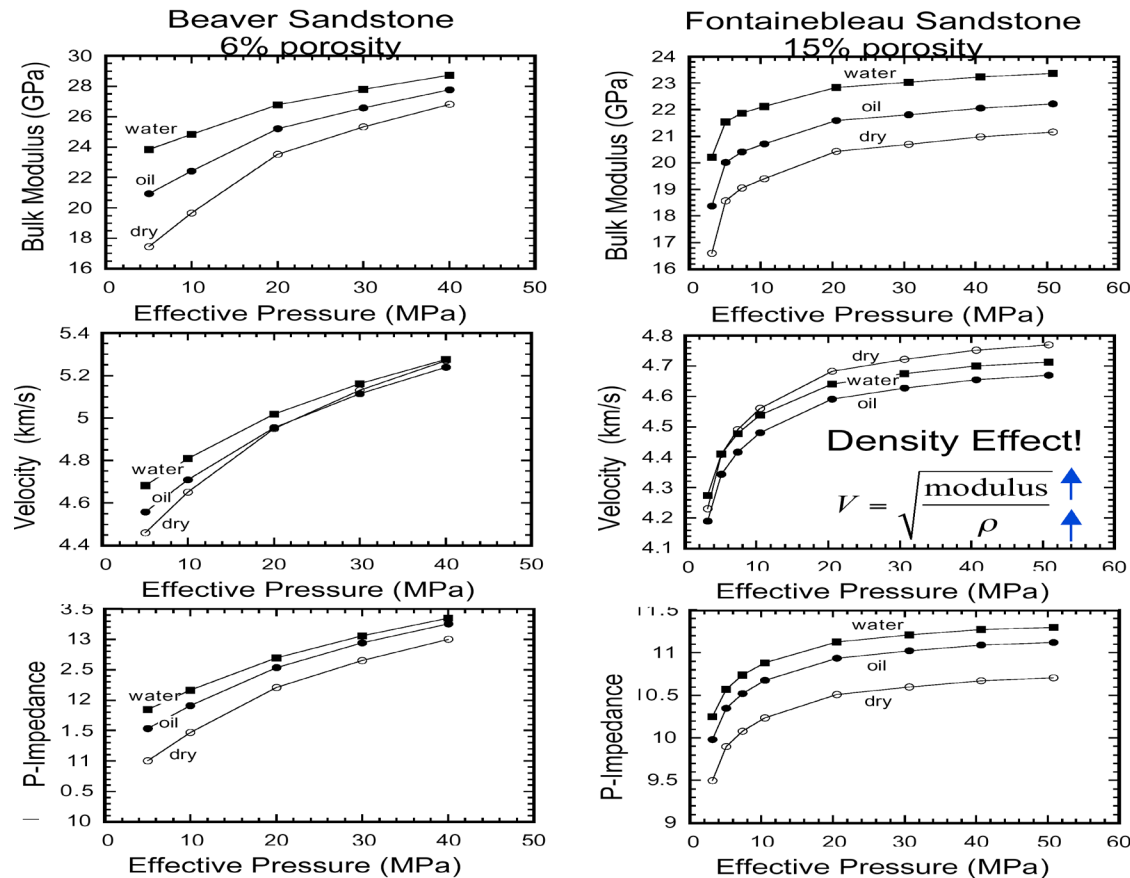 Beaver Sandstone
6% porosity
Bulk Modulus (GPa)
30
28
26
24
22
20
18
16
water
oil
dry
0 10 20 30 40 50
Effective Pressure (MPa)
Fontainebleau Sandstone
15% porosity
Bulk Modulus (GPa)
24
23
22
21
20
19
18
17
16
water
oil
dry
0 10 20 30 40 50 60
Effective Pressure (MPa)
Velocity (km/s)
5.4
5.2
5
4.8
4.6
4.4
water
oil
dry
0 10 20 30 40 50
Effective Pressure (MPa)
Velocity (km/s)
4.8
4.7
4.6
4.5
4.4
4.3
4.2
4.1
dry
water
oil
Density Effect!
V = √(modulus / ρ)
0 10 20 30 40 50 60
Effective Pressure (MPa)
P-Impedance
3.5
13
2.5
12
1.5
11
0.5
10
water
oil
dry
0 10 20 30 40 50
Effective Pressure (MPa)
P-Impedance
11.5
11
10.5
10
9.5
9
water
oil
dry
0 10 20 30 40 50 60
Effective Pressure (MPa)